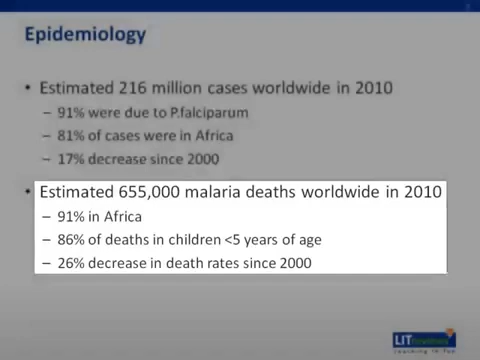 Epidemiology
• Estimated 216 million cases worldwide in 2010
– 91% were due to P.falciparum
– 81% of cases were in Africa
– 17% decrease since 2000
• Estimated 655,000 malaria deaths worldwide in 2010
– 91% in Africa
– 86% of deaths in children <5 years of age
– 26% decrease in death rates since 2000
LIT